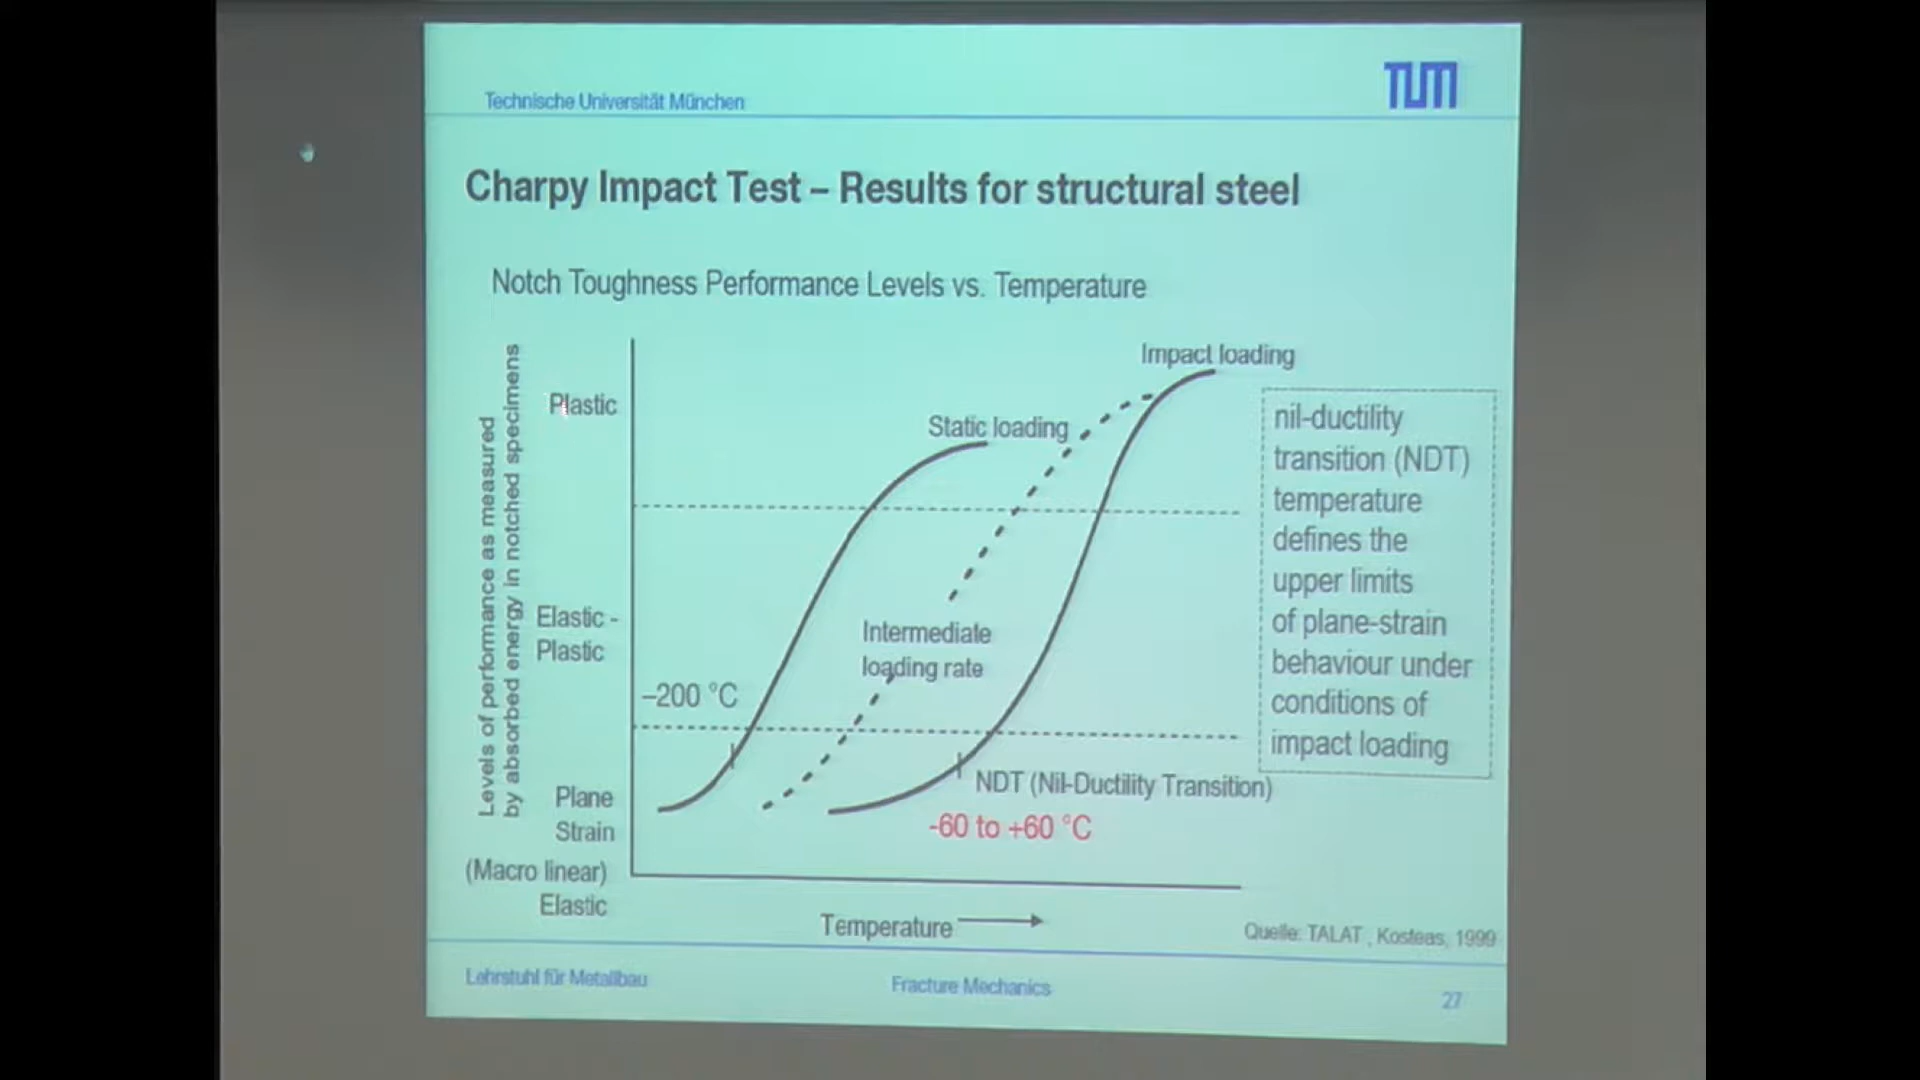 Technische Universität München
TUM
Charpy Impact Test – Results for structural steel
Notch Toughness Performance Levels vs. Temperature
Levels of performance as measured
by absorbed energy in notched specimens
Plastic
Elastic -
Plastic
Plane
Strain
(Macro linear)
Elastic
Impact loading
Static loading
Intermediate
loading rate
–200 °C
NDT (Nil-Ductility Transition)
-60 to +60 °C
Temperature
nil-ductility
transition (NDT)
temperature
defines the
upper limits
of plane-strain
behaviour under
conditions of
impact loading
Quelle: TALAT , Kosteas, 1999
Lehrstuhl für Metallbau
Fracture Mechanics
27